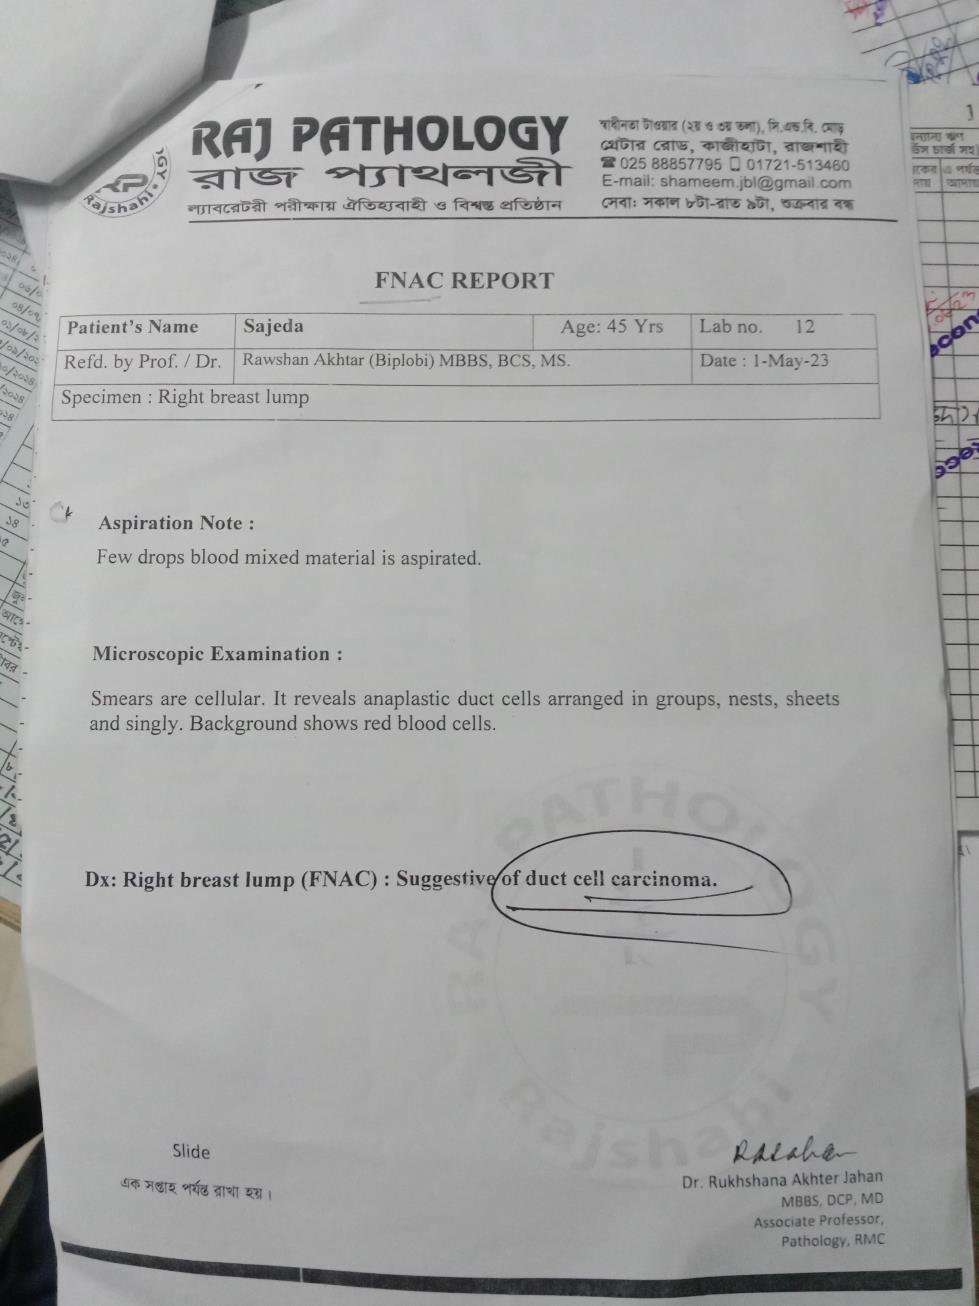 RAJ PATHOLOGY
রাজ প্যাথলজী
ল্যাবরেটরী পরীক্ষায় ঐতিহ্যবাহী ও বিশ্বস্ত প্রতিষ্ঠান
স্বাধীনতা টাওয়ার (২য় ও ৩য় তলা), সি.এন্ড.বি. মোড়
গ্রেটার রোড, কাজীহাটা, রাজশাহী
025 88857795 01721-513460
E-mail: shameem.jbl@gmail.com
সেবা: সকাল ৮টা-রাত ৯টা, শুক্রবার বন্ধ
RP
Rajshahi
FNAC REPORT
Patient's Name Sajeda Age: 45 Yrs Lab no. 12
Refd. by Prof. / Dr. Rawshan Akhtar (Biplobi) MBBS, BCS, MS. Date : 1-May-23
Specimen : Right breast lump
Aspiration Note :
Few drops blood mixed material is aspirated.
Microscopic Examination :
Smears are cellular. It reveals anaplastic duct cells arranged in groups, nests, sheets
and singly. Background shows red blood cells.
Dx: Right breast lump (FNAC) : Suggestive of duct cell carcinoma.
PATHOLOGY
RAJ
Rajshahi
Slide
এক সপ্তাহ পর্যন্ত রাখা হয়।
Dr. Rukhshana Akhter Jahan
MBBS, DCP, MD
Associate Professor,
Pathology, RMC